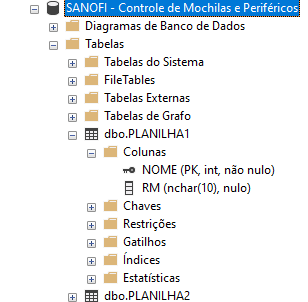 SANOFI - Controle de Mochilas e Periféricos
Diagramas de Banco de Dados
Tabelas
Tabelas do Sistema
FileTables
Tabelas Externas
Tabelas de Grafo
dbo.PLANILHA1
Colunas
NOME (PK, int, não nulo)
RM (nchar(10), nulo)
Chaves
Restrições
Gatilhos
Índices
Estatísticas
dbo.PLANILHA2